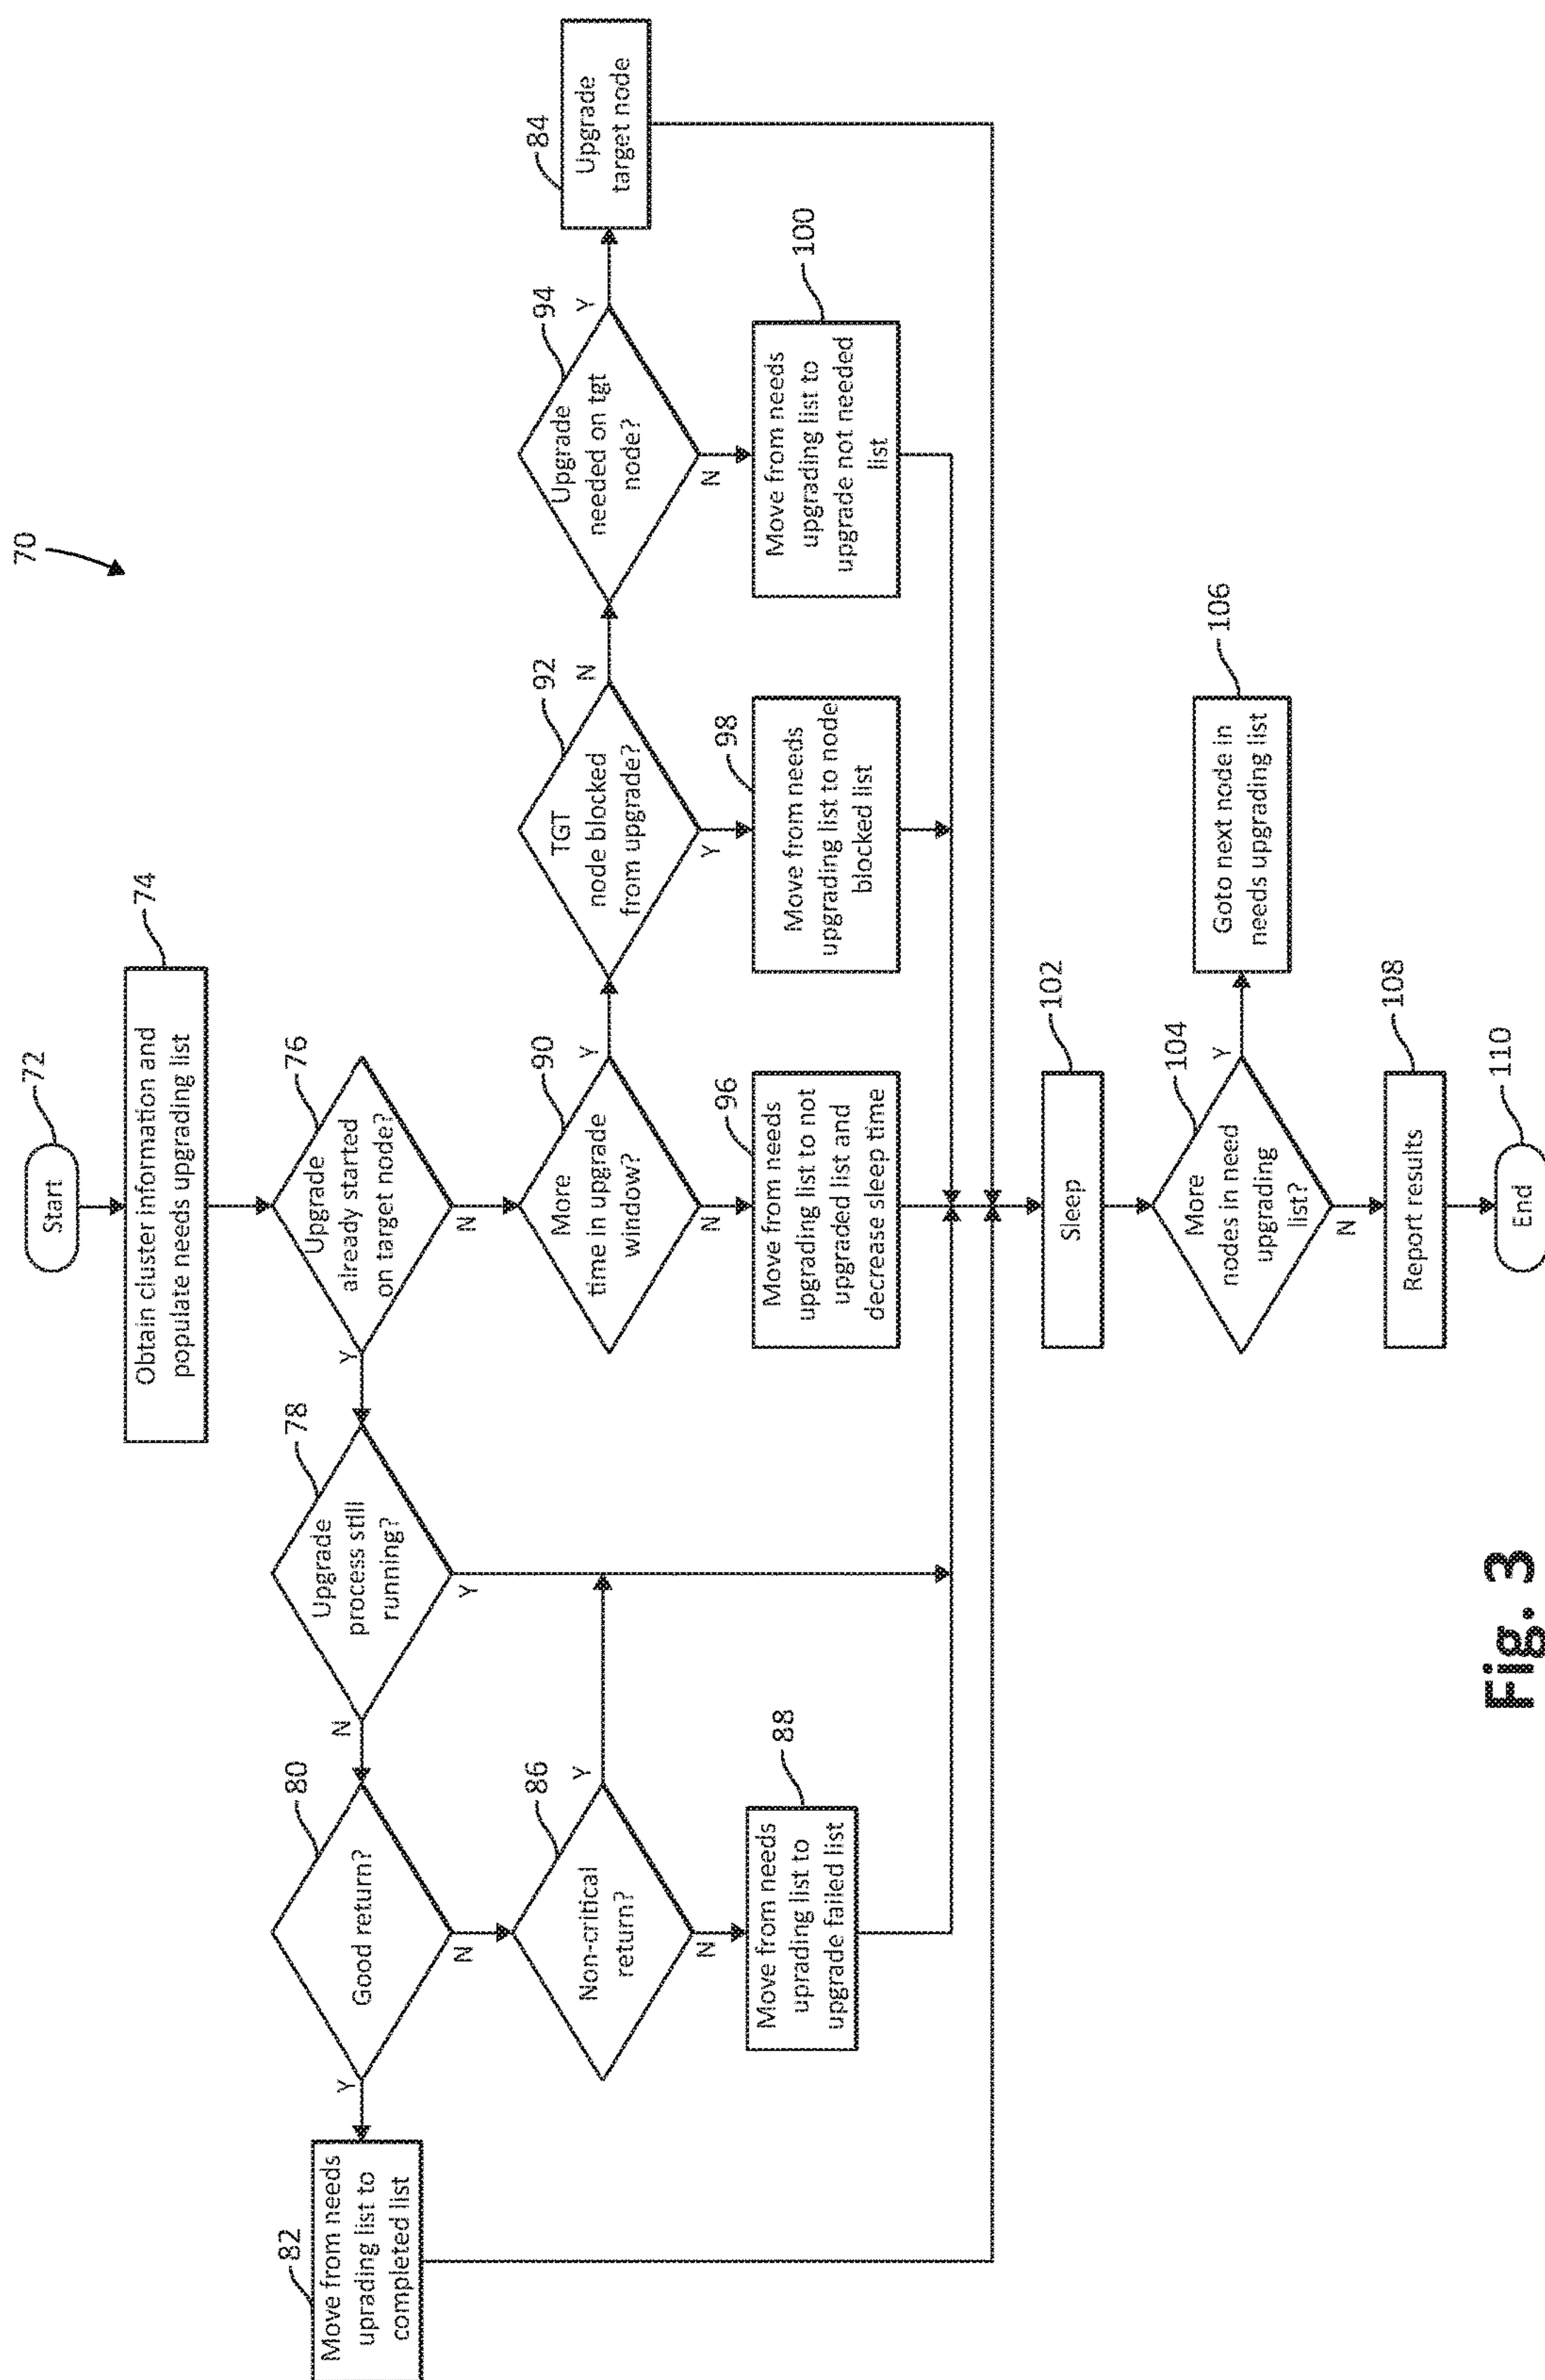 70
Start
72
Obtain cluster information and
populate needs upgrading list
74
Upgrade
already started
on target node?
76
Y
N
Upgrade
process still
running?
78
N
Y
Good return?
80
Y
N
Move from needs
uprading list to
completed list
82
Non-critical
return?
86
Y
N
Move from needs
uprading list to
upgrade failed list
88
More
time in upgrade
window?
90
Y
N
TGT
node blocked
from upgrade?
92
N
Y
Upgrade
needed on tgt
node?
94
Y
N
Upgrade
target node
84
Move from needs
upgrading list to not
upgraded list and
decrease sleep time
96
Move from needs
upgrading list to node
blocked list
98
Move from needs
upgrading list to
upgrade not needed
list
100
Sleep
102
More
nodes in need
upgrading
list?
104
Y
N
Goto next node in
needs upgrading list
106
Report results
108
End
110
Fig. 3